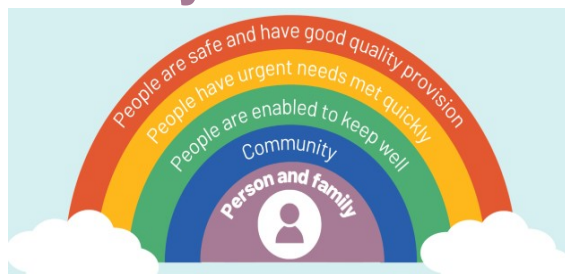 People are safe and have good quality provision
People have urgent needs met quickly
People are enabled to keep well
Community
Person and family